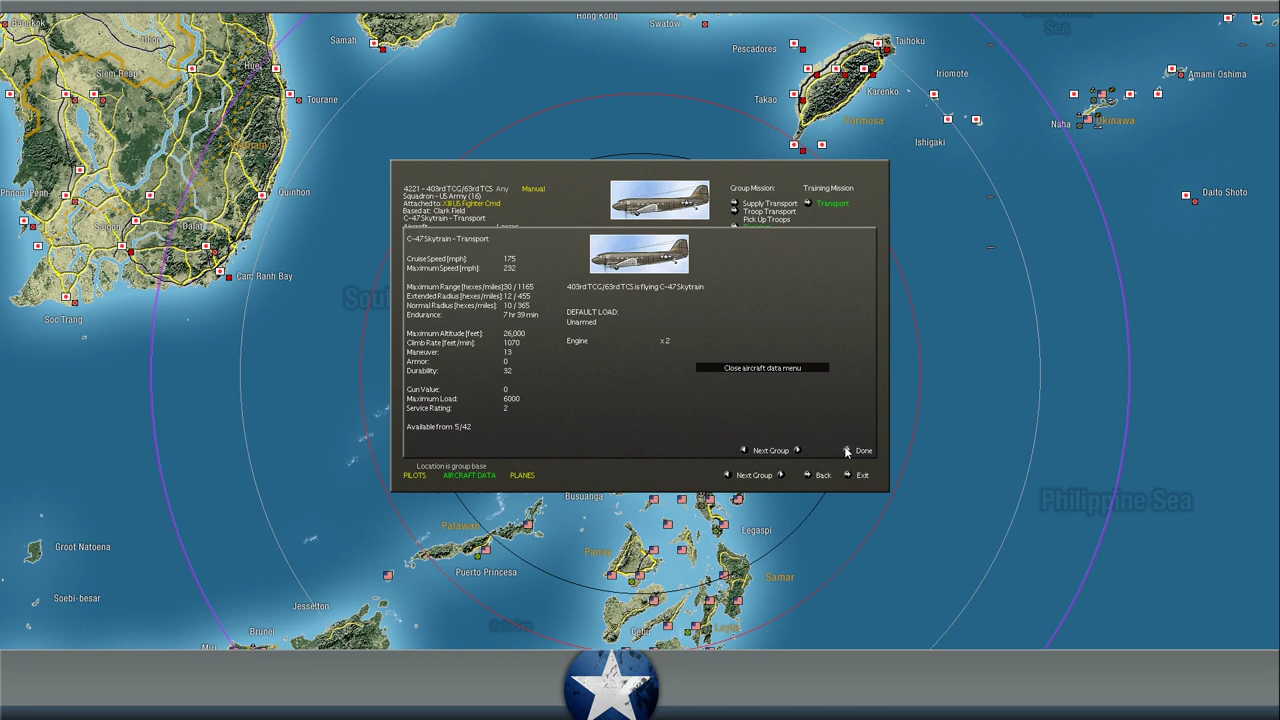 Bangkok
Ubon
Siem Reap
Hue
Tourane
Phnom Penh
Quinhon
Saigon
Dalat
Cam Ranh Bay
Soc Trang
Samah
Hong Kong
Swatow
Pescadores
Taihoku
Takao
Karenko
Formosa
Iriomote
Ishigaki
Sea
Amami Oshima
Naha
Okinawa
Daito Shoto
4221 - 403rd TCG/63rd TCS Any Manual
Squadron - US Army (16)
Attached to: XIII US Fighter Cmd
Based at: Clark Field
C-47 Skytrain - Transport
Group Mission:
Supply Transport
Troop Transport
Pick Up Troops
Training Mission
Transport
C-47 Skytrain - Transport
Cruise Speed [mph]: 175
Maximum Speed [mph]: 232
Maximum Range [hexes/miles] 30 / 1165
Extended Radius [hexes/miles] 12 / 455
Normal Radius [hexes/miles] 10 / 365
Endurance: 7 hr 39 min
Maximum Altitude [feet]: 26,000
Climb Rate [feet/min]: 1070
Maneuver: 13
Armor: 0
Durability: 32
Gun Value: 0
Maximum Load: 6000
Service Rating: 2
Available from 5/42
403rd TCG/63rd TCS is flying C-47 Skytrain
DEFAULT LOAD:
Unarmed
Engine x 2
Close aircraft data menu
Next Group
Done
Location is group base
PILOTS AIRCRAFT DATA PLANES
Next Group Back Exit
Sout
Philippine Sea
Busuanga
Legaspi
Palawan
Panay
Puerto Princesa
Samar
Cebu
Leyte
Sulu Sea
Groot Natoena
Soebi-besar
Jesselton
Brunei
Miri